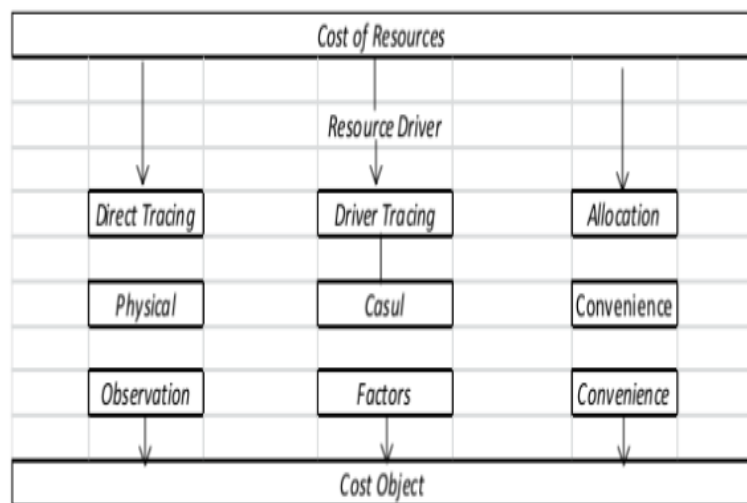 Cost of Resources
Resource Driver
Direct Tracing
Driver Tracing
Allocation
Physical
Casul
Convenience
Observation
Factors
Convenience
Cost Object